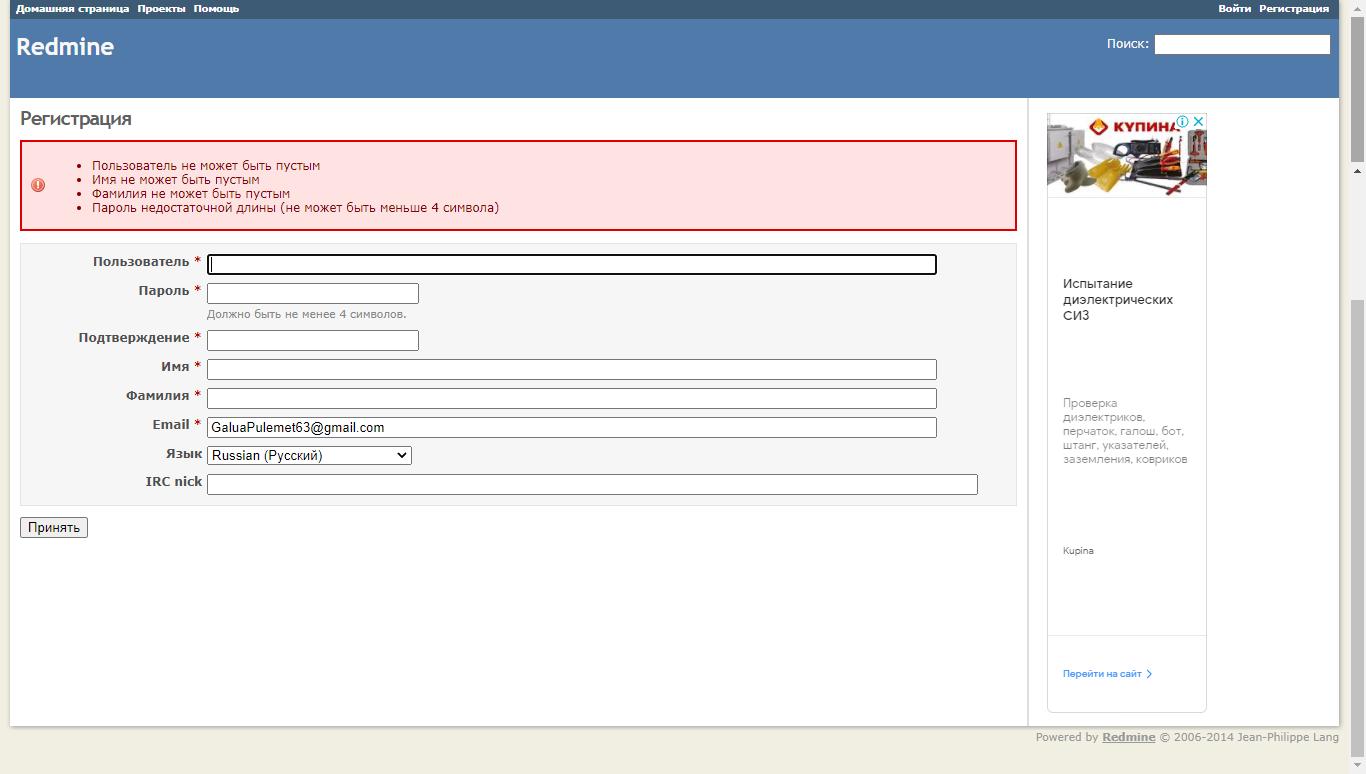 Домашняя страница Проекты Помощь
Войти Регистрация
Redmine
Поиск:
Регистрация
Пользователь не может быть пустым
Имя не может быть пустым
Фамилия не может быть пустым
Пароль недостаточной длины (не может быть меньше 4 символа)
Пользователь *
Пароль *
Должно быть не менее 4 символов.
Подтверждение *
Имя *
Фамилия *
Email * GaluaPulemet63@gmail.com
Язык Russian (Русский)
IRC nick
Принять
КУПИНА
Испытание
диэлектрических
СИЗ
Проверка
диэлектриков,
перчаток, галош, бот,
штанг, указателей,
заземления, ковриков
Kupina
Перейти на сайт
Powered by Redmine © 2006-2014 Jean-Philippe Lang